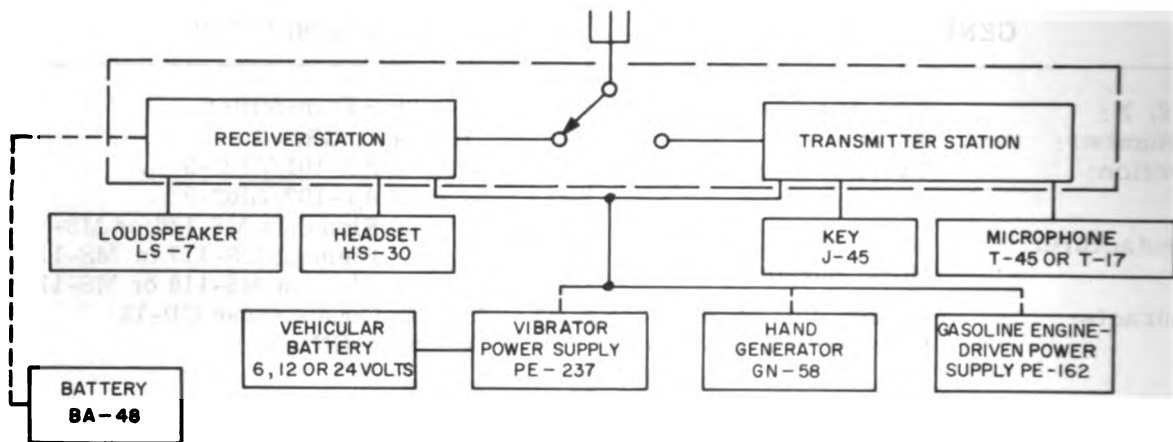 RECEIVER STATION
TRANSMITTER STATION
LOUDSPEAKER
LS-7
HEADSET
HS-30
KEY
J-45
MICROPHONE
T-45 OR T-17
VEHICULAR
BATTERY
6, 12 OR 24 VOLTS
VIBRATOR
POWER SUPPLY
PE-237
HAND
GENERATOR
GN-58
GASOLINE ENGINE-
DRIVEN POWER
SUPPLY PE-162
BATTERY
BA-48